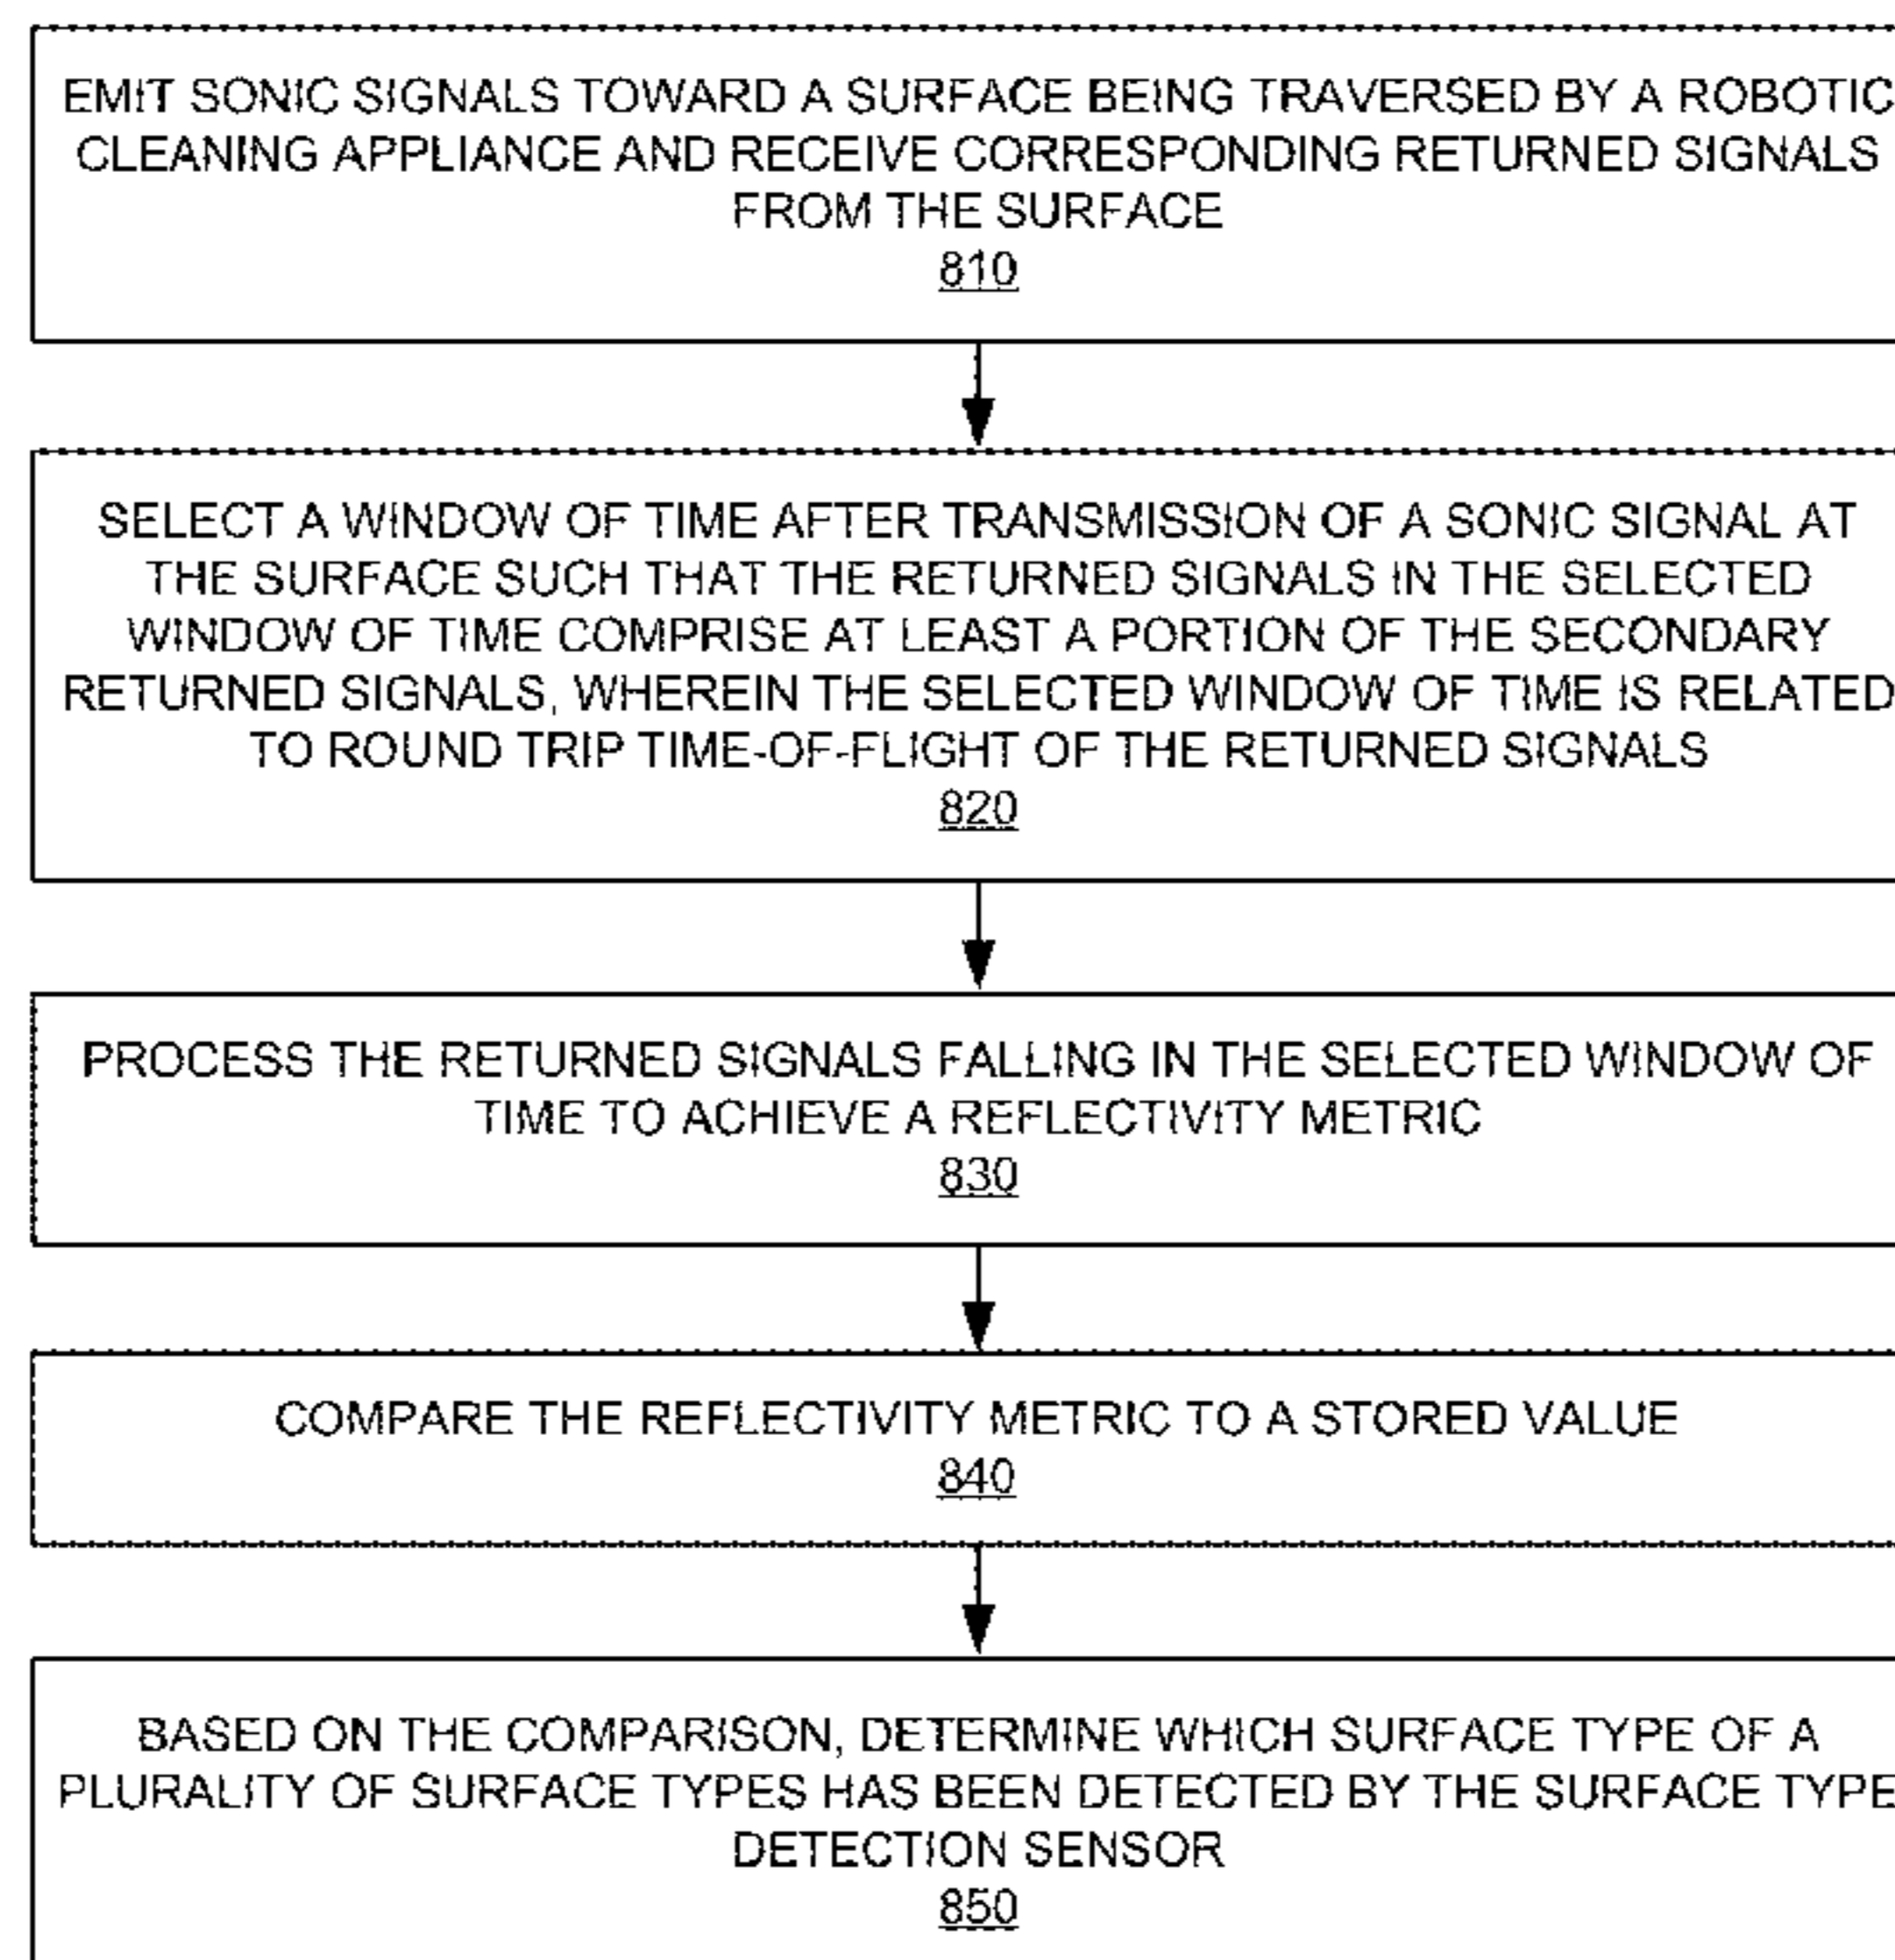 EMIT SONIC SIGNALS TOWARD A SURFACE BEING TRAVERSED BY A ROBOTIC
CLEANING APPLIANCE AND RECEIVE CORRESPONDING RETURNED SIGNALS
FROM THE SURFACE
810
SELECT A WINDOW OF TIME AFTER TRANSMISSION OF A SONIC SIGNAL AT
THE SURFACE SUCH THAT THE RETURNED SIGNALS IN THE SELECTED
WINDOW OF TIME COMPRISE AT LEAST A PORTION OF THE SECONDARY
RETURNED SIGNALS, WHEREIN THE SELECTED WINDOW OF TIME IS RELATED
TO ROUND TRIP TIME-OF-FLIGHT OF THE RETURNED SIGNALS
820
PROCESS THE RETURNED SIGNALS FALLING IN THE SELECTED WINDOW OF
TIME TO ACHIEVE A REFLECTIVITY METRIC
830
COMPARE THE REFLECTIVITY METRIC TO A STORED VALUE
840
BASED ON THE COMPARISON, DETERMINE WHICH SURFACE TYPE OF A
PLURALITY OF SURFACE TYPES HAS BEEN DETECTED BY THE SURFACE TYPE
DETECTION SENSOR
850